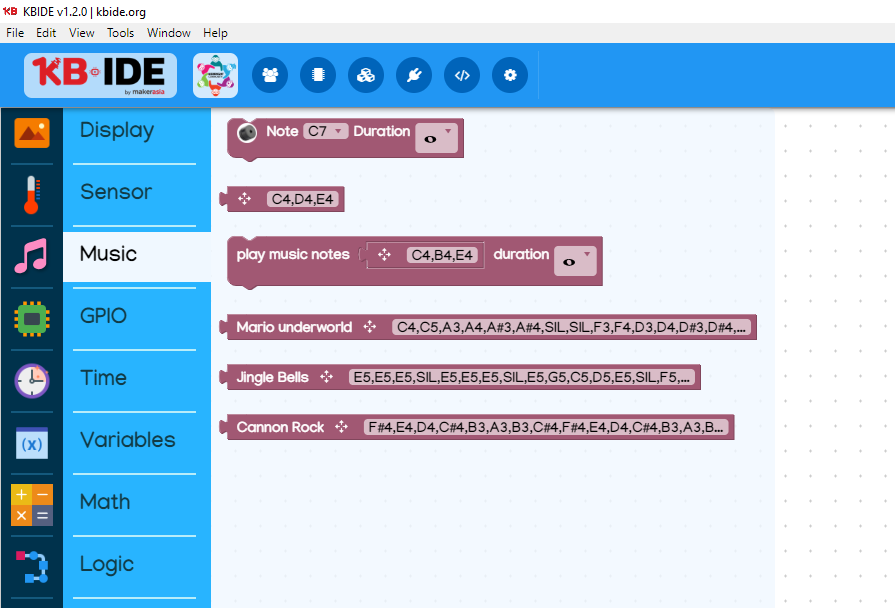 KB KBIDE v1.2.0 | kbide.org
File Edit View Tools Window Help
KB IDE
by makerasia
Display
Sensor
Music
GPIO
Time
Variables
Math
Logic
Note C7 Duration
C4,D4,E4
play music notes C4,B4,E4 duration
Mario underworld C4,C5,A3,A4,A#3,A#4,SIL,SIL,F3,F4,D3,D4,D#3,D#4,...
Jingle Bells E5,E5,E5,SIL,E5,E5,E5,SIL,E5,G5,C5,D5,E5,SIL,F5,...
Cannon Rock F#4,E4,D4,C#4,B3,A3,B3,C#4,F#4,E4,D4,C#4,B3,A3,B...